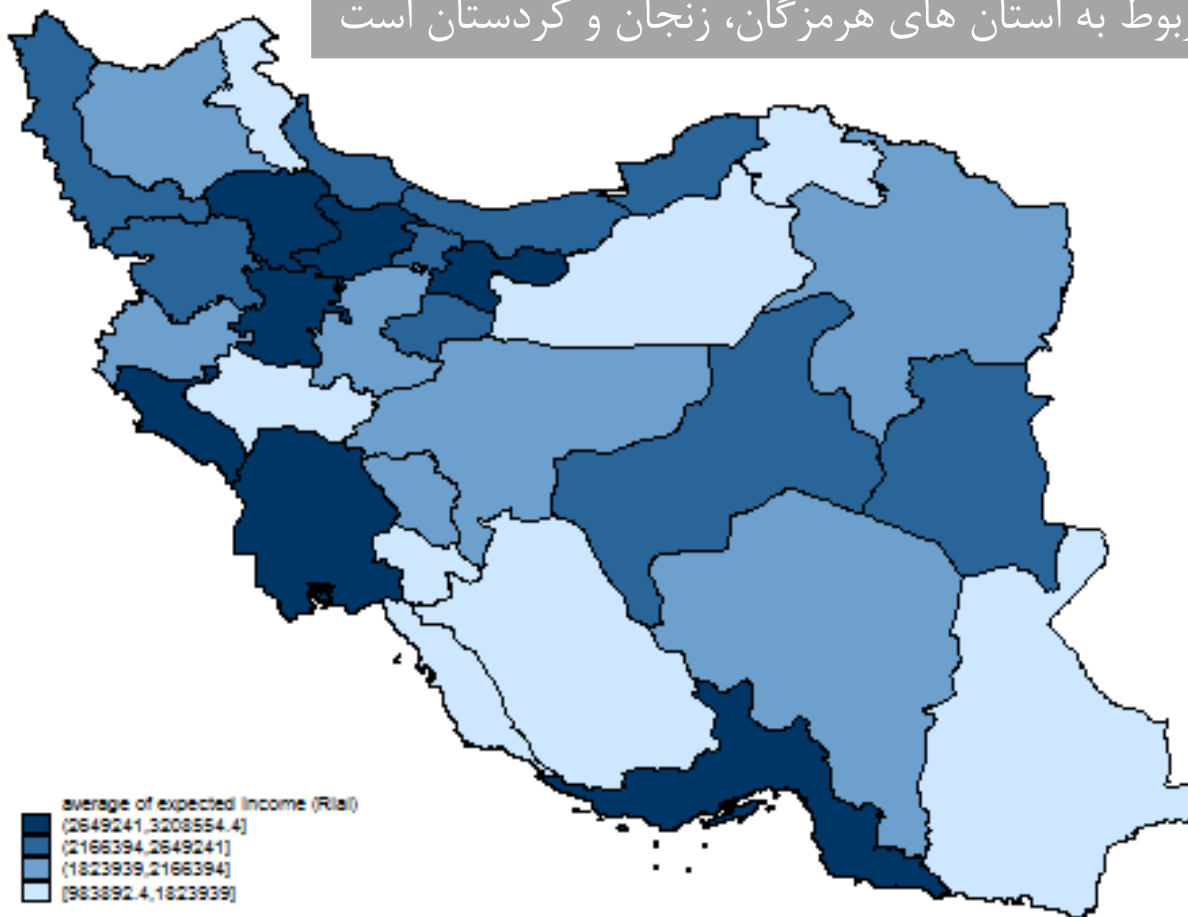 ربوط به استان های هرمزگان، زنجان و کردستان است
average of expected Income (Rial)
(2649241,3208554.4]
(2166394,2649241]
(1823939,2166394]
[983892.4,1823939]